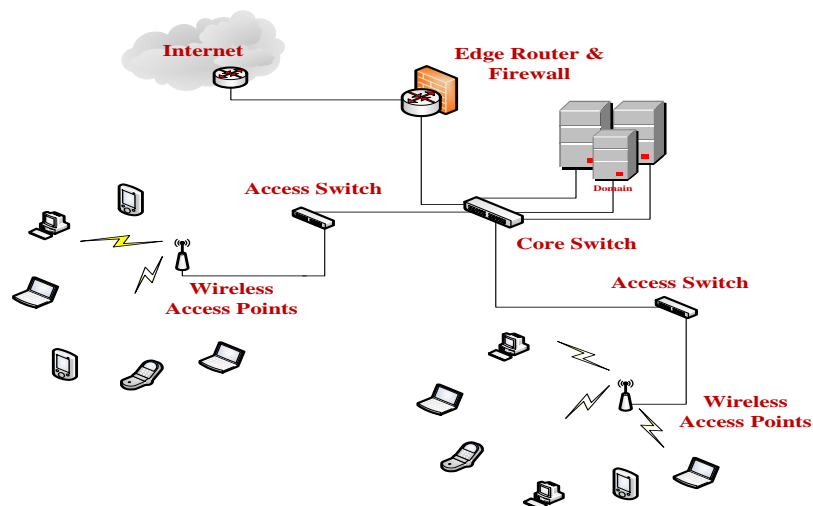 Internet
Edge Router &
Firewall
Domain
Access Switch
Core Switch
Wireless
Access Points
Access Switch
Wireless
Access Points